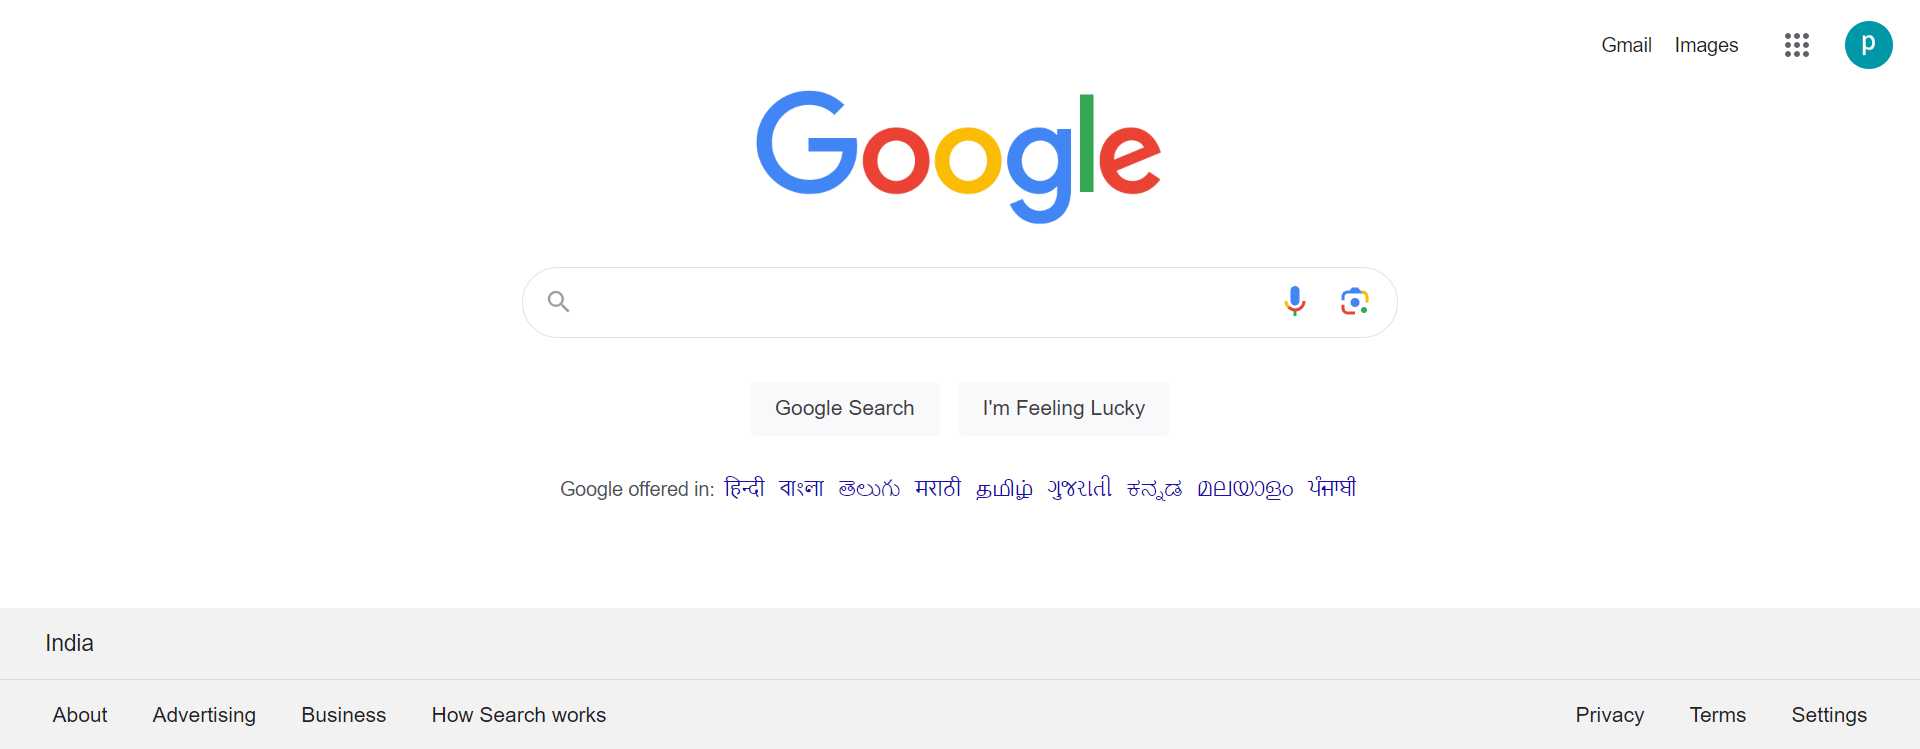 Gmail Images p
Google
Google Search I'm Feeling Lucky
Google offered in: हिन्दी বাংলা తెలుగు मराठी தமிழ் ગુજરાતી ಕನ್ನಡ മലയാളം ਪੰਜਾਬੀ
India
About Advertising Business How Search works Privacy Terms Settings